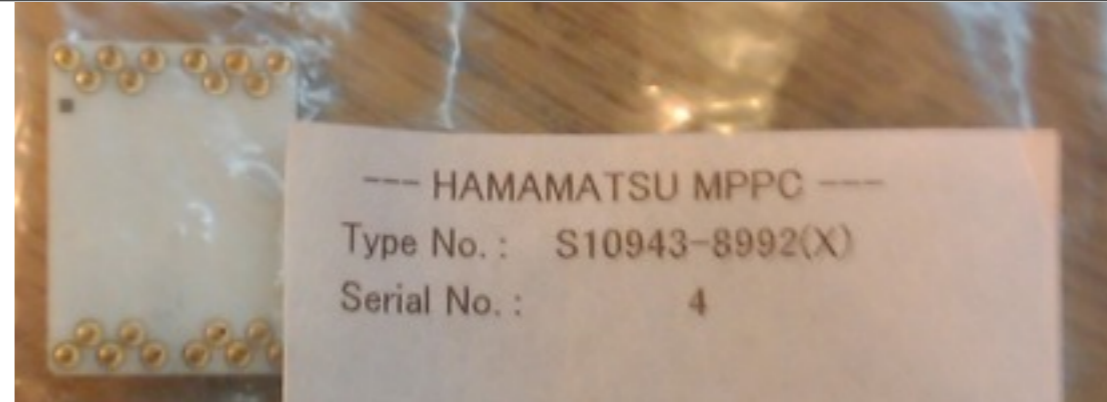 --- HAMAMATSU MPPC ---
Type No. : S10943-8992(X)
Serial No. : 4